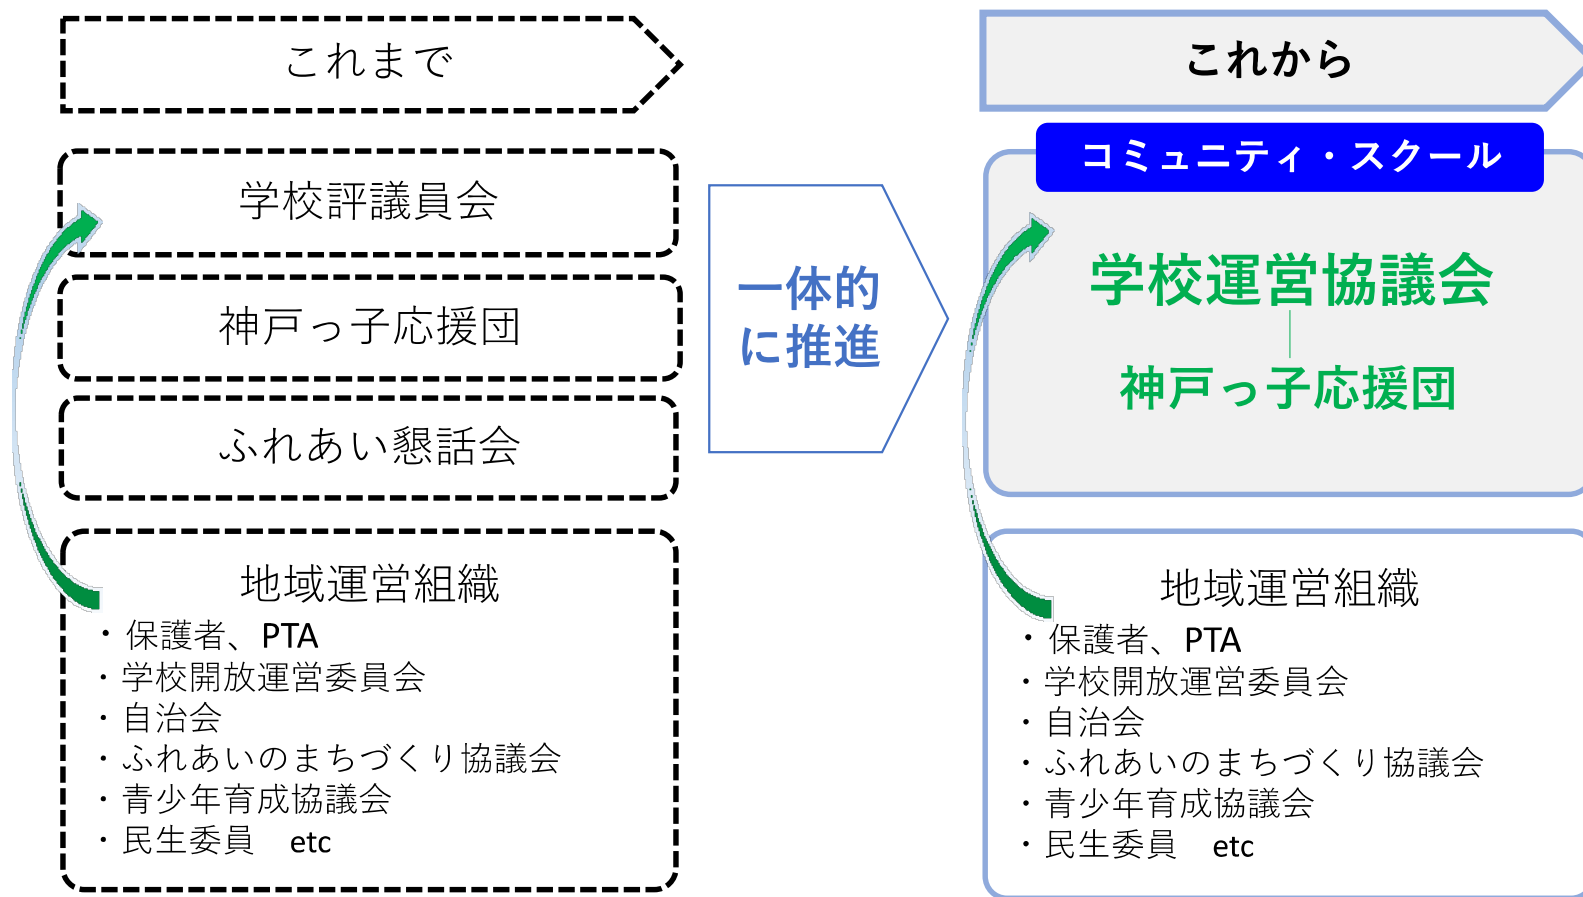 これまで
学校評議員会
神戸っ子応援団
ふれあい懇話会
地域運営組織
・保護者、PTA
・学校開放運営委員会
・自治会
・ふれあいのまちづくり協議会
・青少年育成協議会
・民生委員　etc
一体的
に推進
これから
コミュニティ・スクール
学校運営協議会
神戸っ子応援団
地域運営組織
・保護者、PTA
・学校開放運営委員会
・自治会
・ふれあいのまちづくり協議会
・青少年育成協議会
・民生委員　etc